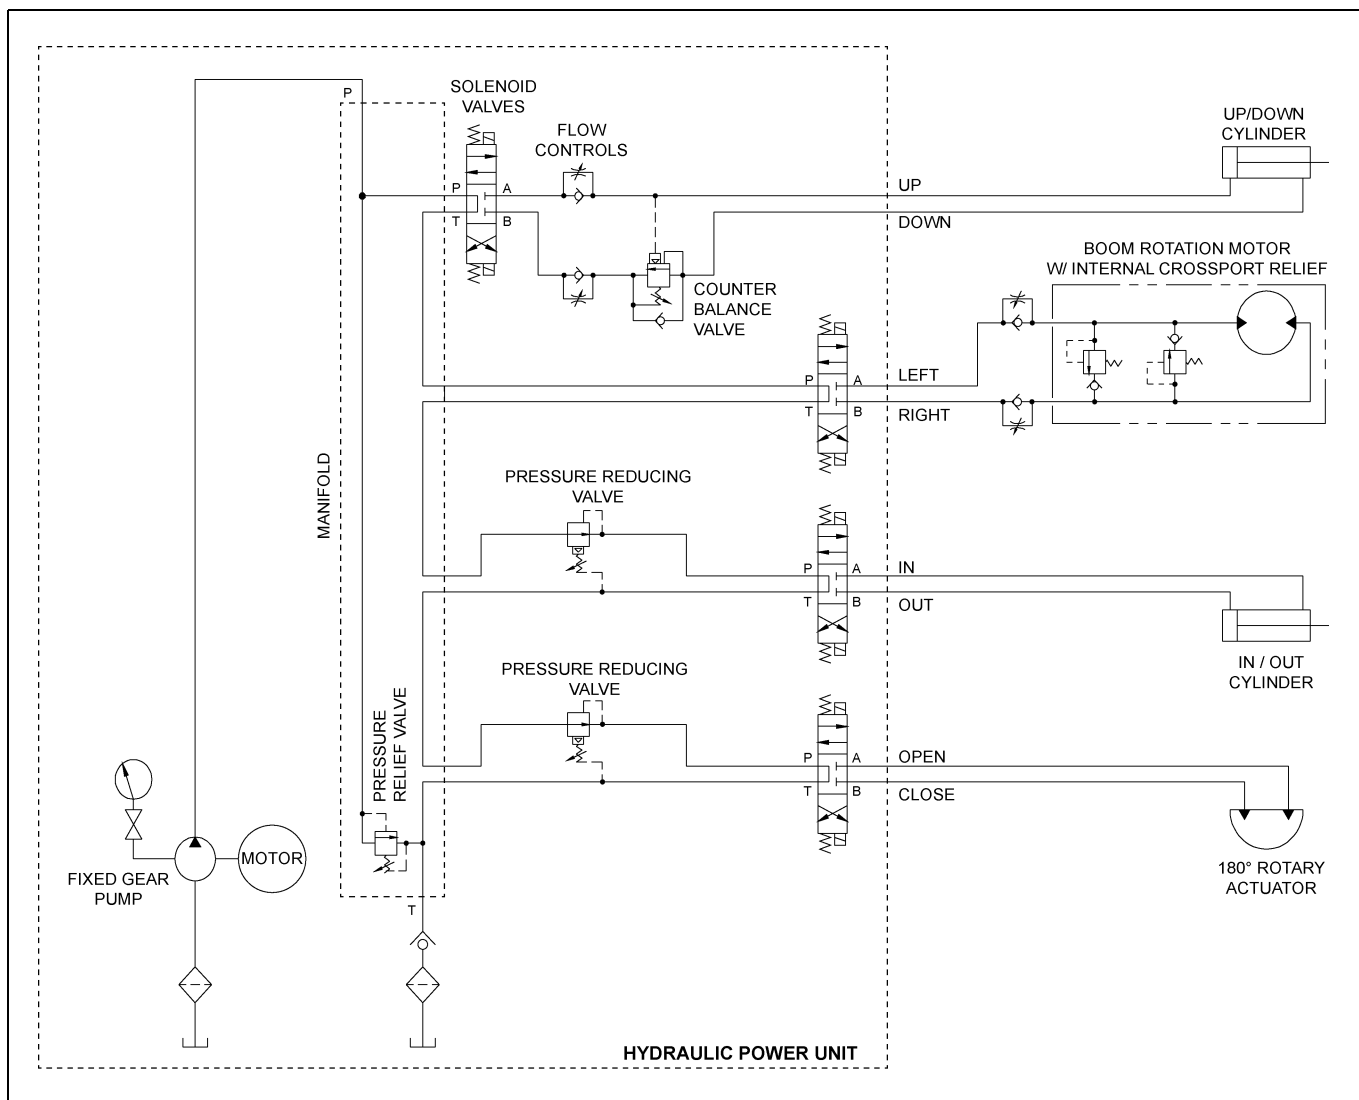 P
SOLENOID
VALVES
FLOW
CONTROLS
UP/DOWN
CYLINDER
P
A
UP
T
B
DOWN
BOOM ROTATION MOTOR
W/ INTERNAL CROSSPORT RELIEF
COUNTER
BALANCE
VALVE
P
A
LEFT
T
B
RIGHT
MANIFOLD
PRESSURE REDUCING
VALVE
P
A
IN
T
B
OUT
IN / OUT
CYLINDER
PRESSURE REDUCING
VALVE
PRESSURE
RELIEF VALVE
P
A
OPEN
T
B
CLOSE
MOTOR
FIXED GEAR
PUMP
180° ROTARY
ACTUATOR
T
HYDRAULIC POWER UNIT